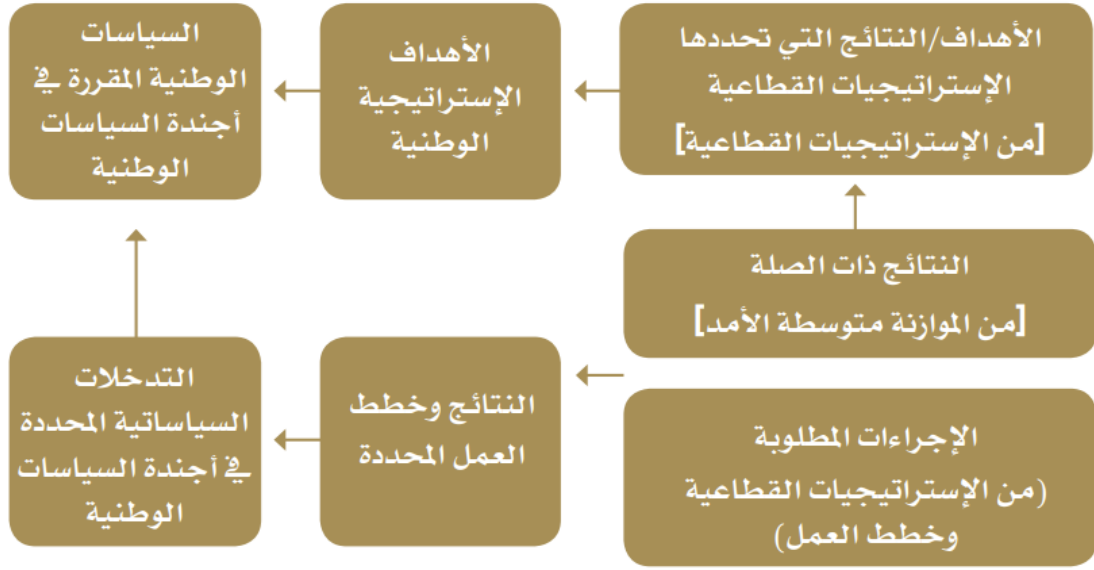 الأهداف/النتائج التي تحددها
الإستراتيجيات القطاعية
[من الإستراتيجيات القطاعية]
الأهداف
الإستراتيجية
الوطنية
السياسات
الوطنية المقررة في
أجندة السياسات
الوطنية
النتائج ذات الصلة
[من الموازنة متوسطة الأمد]
الإجراءات المطلوبة
(من الإستراتيجيات القطاعية
وخطط العمل)
النتائج وخطط
العمل المحددة
التدخلات
السياساتية المحددة
في أجندة السياسات
الوطنية